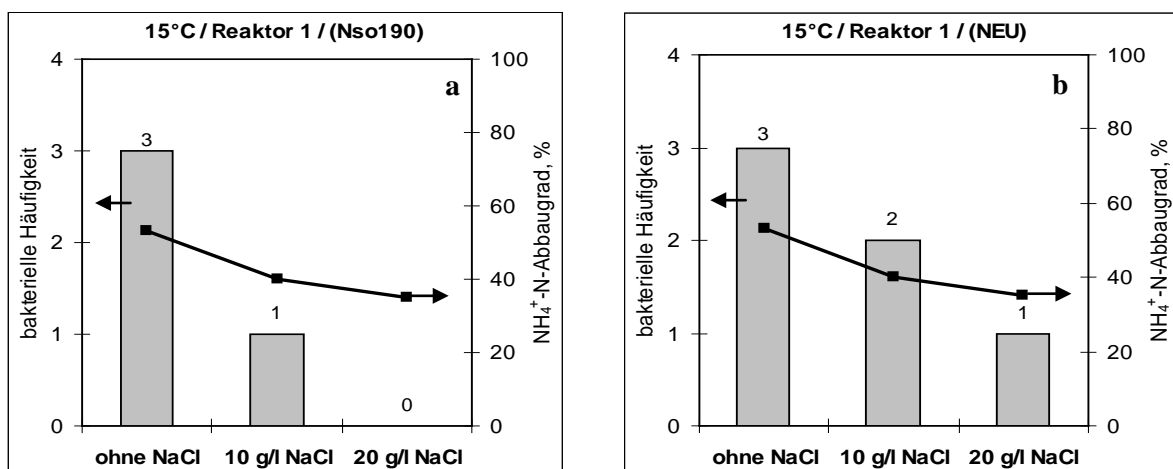 15°C / Reaktor 1 / (Nso190)
a
bakterielle Häufigkeit
4
3
2
1
0
100
80
60
40
20
0
NH₄⁺-N-Abbaugrad, %
3
1
0
ohne NaCl 10 g/l NaCl 20 g/l NaCl
15°C / Reaktor 1 / (NEU)
b
bakterielle Häufigkeit
4
3
2
1
0
100
80
60
40
20
0
NH₄⁺-N-Abbaugrad, %
3
2
1
ohne NaCl 10 g/l NaCl 20 g/l NaCl